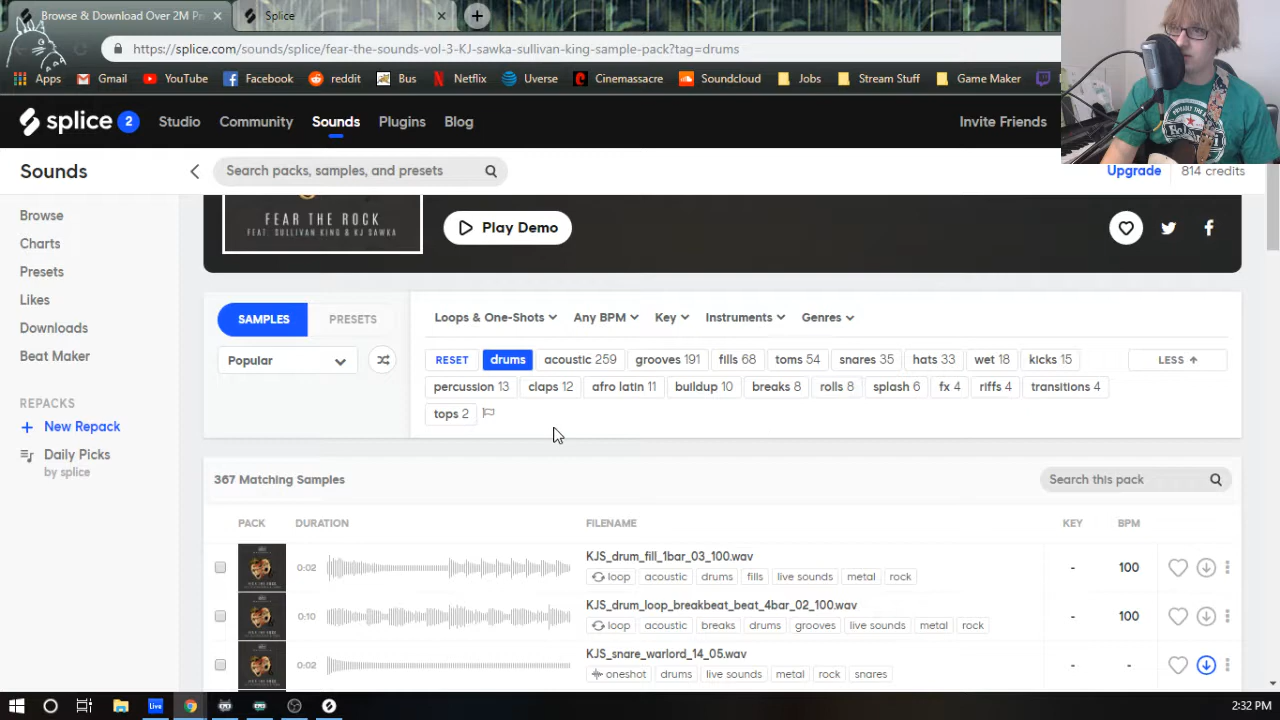 Browse & Download Over 2M Pr
Splice
https://splice.com/sounds/splice/fear-the-sounds-vol-3-KJ-sawka-sullivan-king-sample-pack?tag=drums
Apps Gmail YouTube Facebook reddit Bus Netflix Uverse Cinemassacre Soundcloud Jobs Stream Stuff Game Maker
splice 2 Studio Community Sounds Plugins Blog Invite Friends
Sounds Search packs, samples, and presets Upgrade 814 credits
Browse
Charts
Presets
Likes
Downloads
Beat Maker
REPACKS
+ New Repack
Daily Picks
by splice
FEAR THE ROCK
FEAT. SULLIVAN KING & KJ SAWKA
Play Demo
SAMPLES PRESETS
Popular
Loops & One-Shots Any BPM Key Instruments Genres
RESET drums acoustic 259 grooves 191 fills 68 toms 54 snares 35 hats 33 wet 18 kicks 15 LESS
percussion 13 claps 12 afro latin 11 buildup 10 breaks 8 rolls 8 splash 6 fx 4 riffs 4 transitions 4
tops 2
367 Matching Samples Search this pack
PACK DURATION FILENAME KEY BPM
0:02 KJS_drum_fill_1bar_03_100.wav - 100
loop acoustic drums fills live sounds metal rock
0:10 KJS_drum_loop_breakbeat_beat_4bar_02_100.wav - 100
loop acoustic breaks drums grooves live sounds metal rock
0:02 KJS_snare_warlord_14_05.wav - -
oneshot drums live sounds metal rock snares
Live
2:32 PM